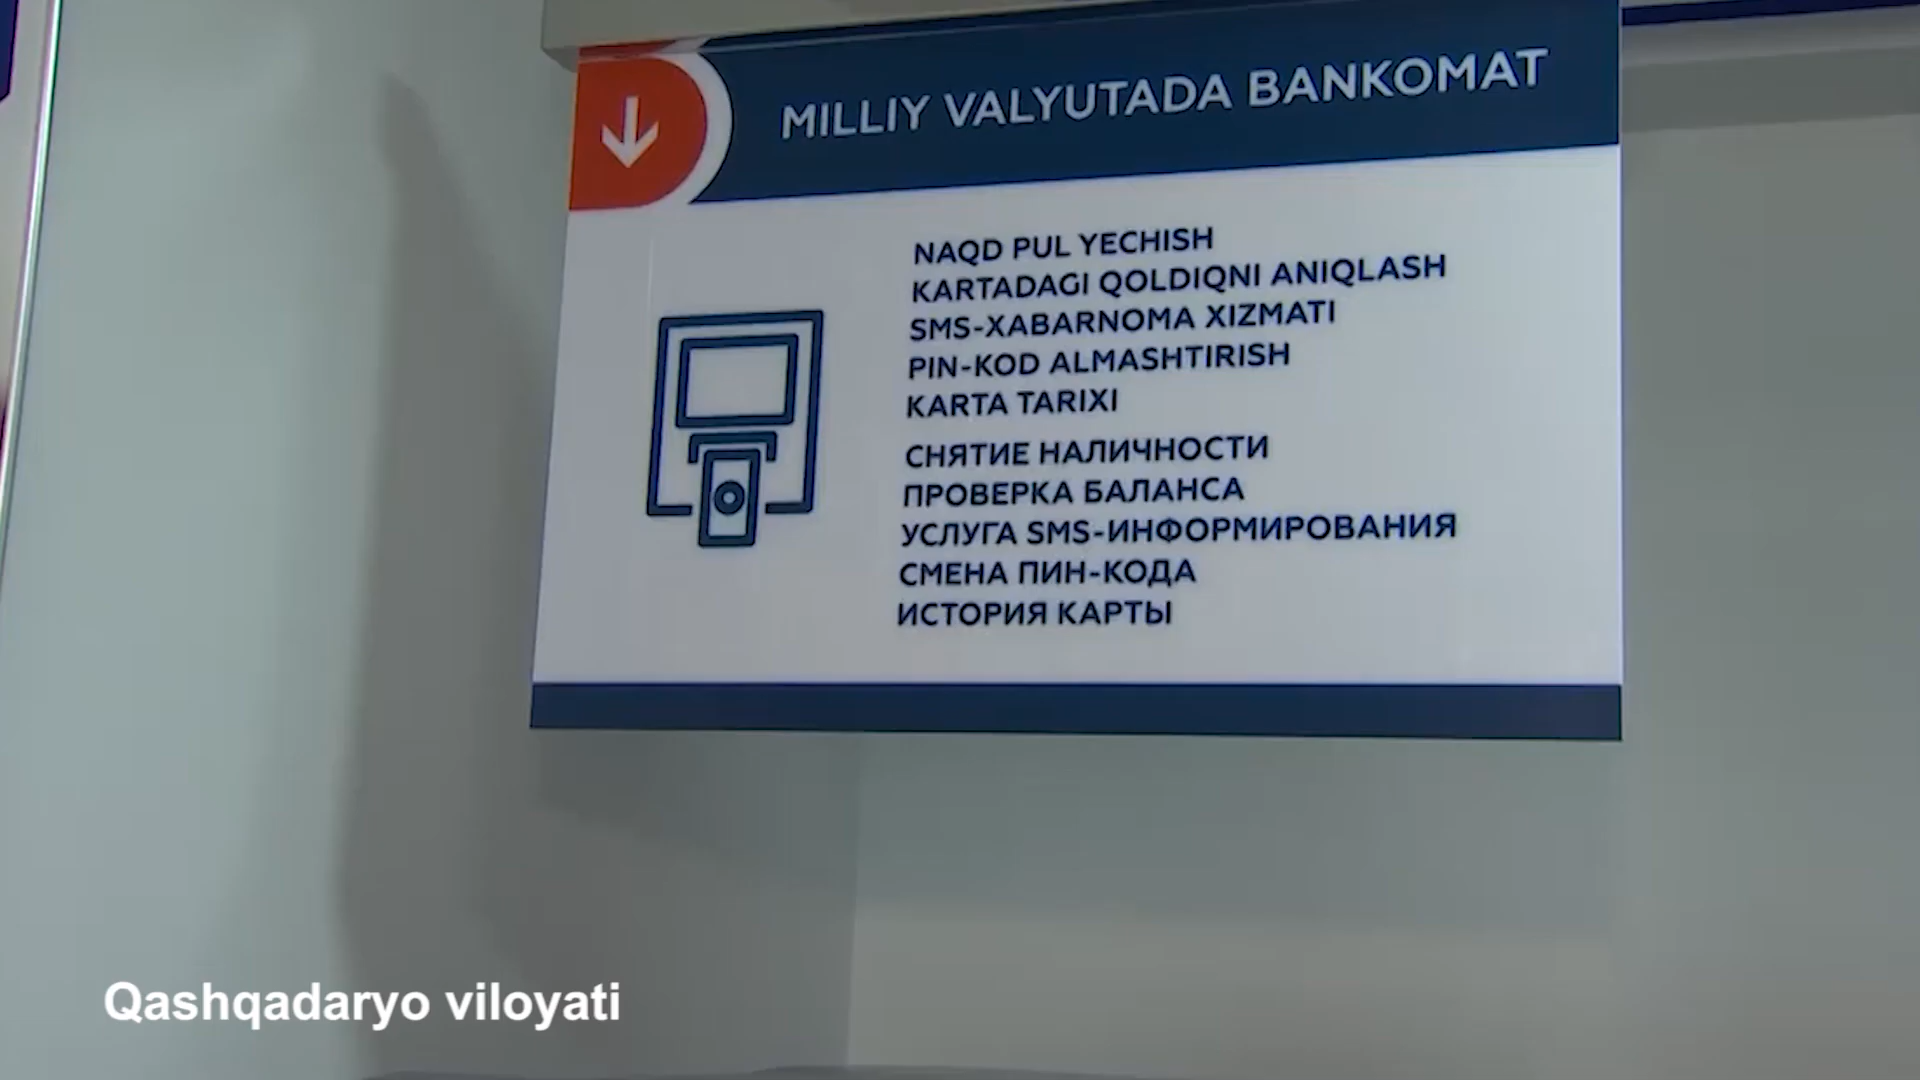 MILLIY VALYUTADA BANKOMAT
NAQD PUL YECHISH
KARTADAGI QOLDIQNI ANIQLASH
SMS-XABARNOMA XIZMATI
PIN-KOD ALMASHTIRISH
KARTA TARIXI
СНЯТИЕ НАЛИЧНОСТИ
ПРОВЕРКА БАЛАНСА
УСЛУГА SMS-ИНФОРМИРОВАНИЯ
СМЕНА ПИН-КОДА
ИСТОРИЯ КАРТЫ
Qashqadaryo viloyati